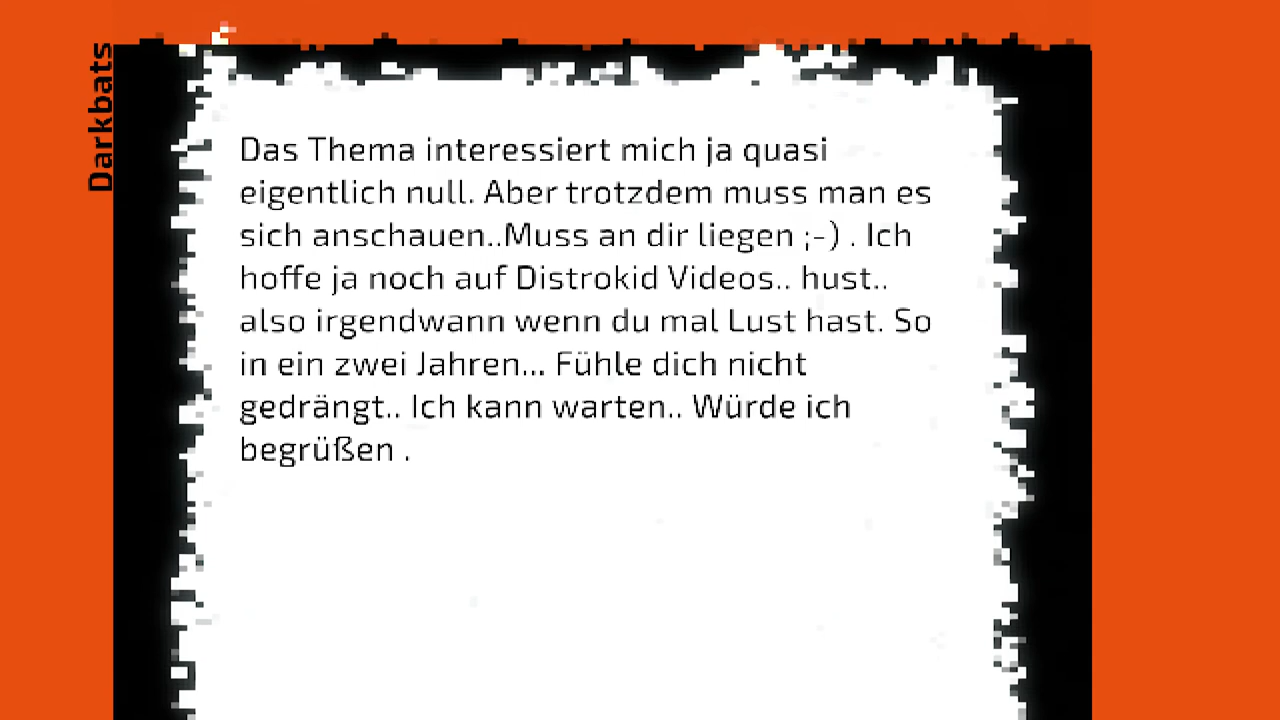 Darkbats
Das Thema interessiert mich ja quasi
eigentlich null. Aber trotzdem muss man es
sich anschauen..Muss an dir liegen ;-) . Ich
hoffe ja noch auf Distrokid Videos.. hust..
also irgendwann wenn du mal Lust hast. So
in ein zwei Jahren... Fühle dich nicht
gedrängt.. Ich kann warten.. Würde ich
begrüßen .